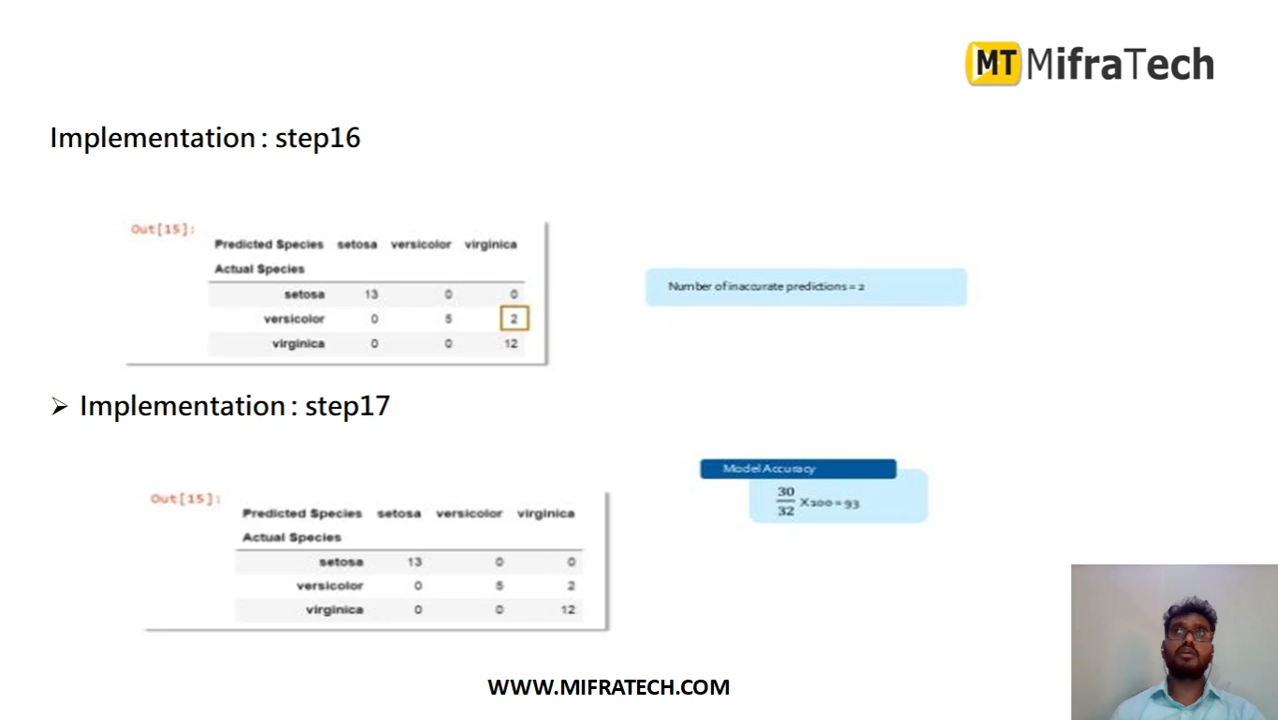 MT MifraTech
Implementation : step16
Out[15]:
Predicted Species setosa versicolor virginica
Actual Species
setosa 13 0 0
versicolor 0 5 2
virginica 0 0 12
Number of inaccurate predictions = 2
➢ Implementation : step17
Out[15]:
Predicted Species setosa versicolor virginica
Actual Species
setosa 13 0 0
versicolor 0 5 2
virginica 0 0 12
Model Accuracy
30
32
X 100 = 93
WWW.MIFRATECH.COM